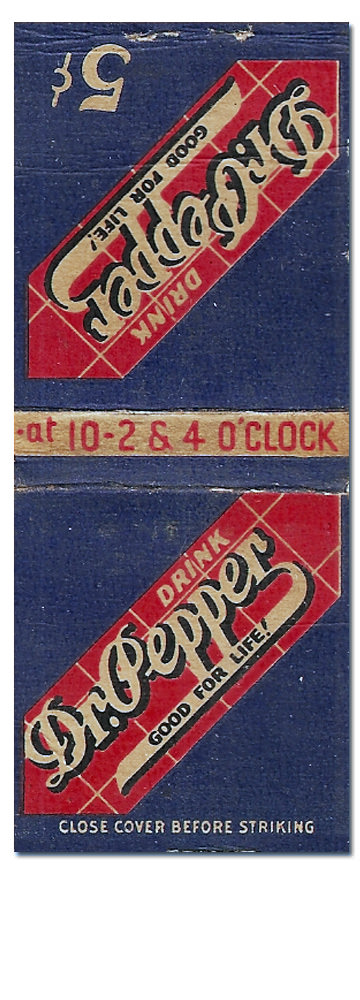 5¢
DRINK
Dr. Pepper
GOOD FOR LIFE!
·at 10-2 & 4 O'CLOCK
DRINK
Dr. Pepper
GOOD FOR LIFE!
CLOSE COVER BEFORE STRIKING